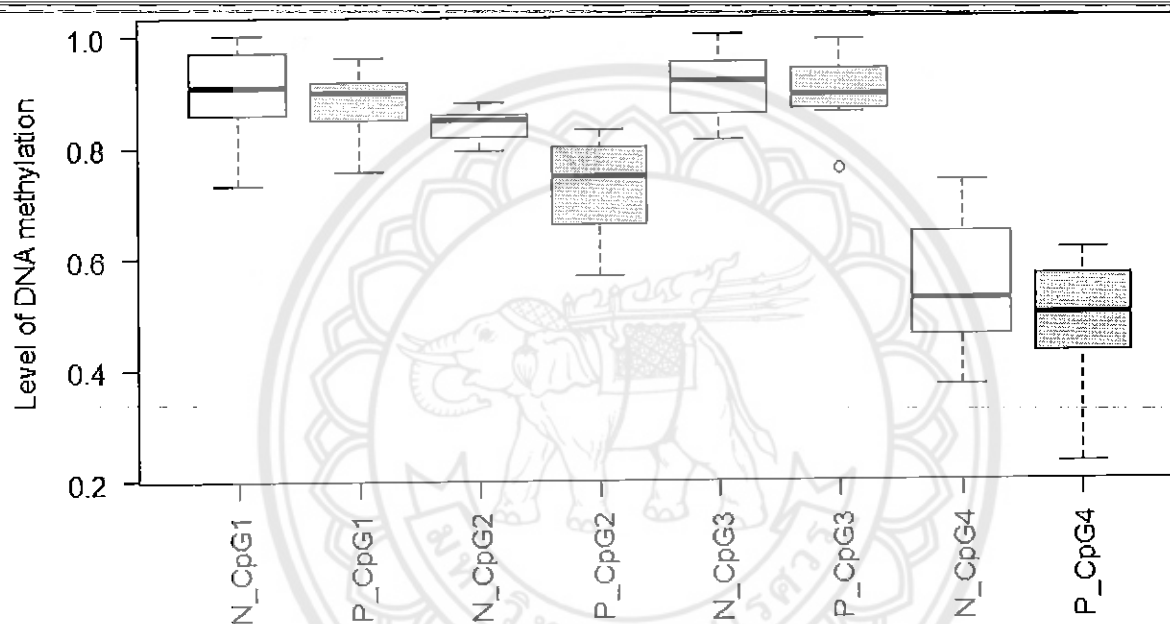 Level of DNA methylation
1.0
0.8
0.6
0.4
0.2
N_CpG1
P_CpG1
N_CpG2
P_CpG2
N_CpG3
P_CpG3
N_CpG4
P_CpG4